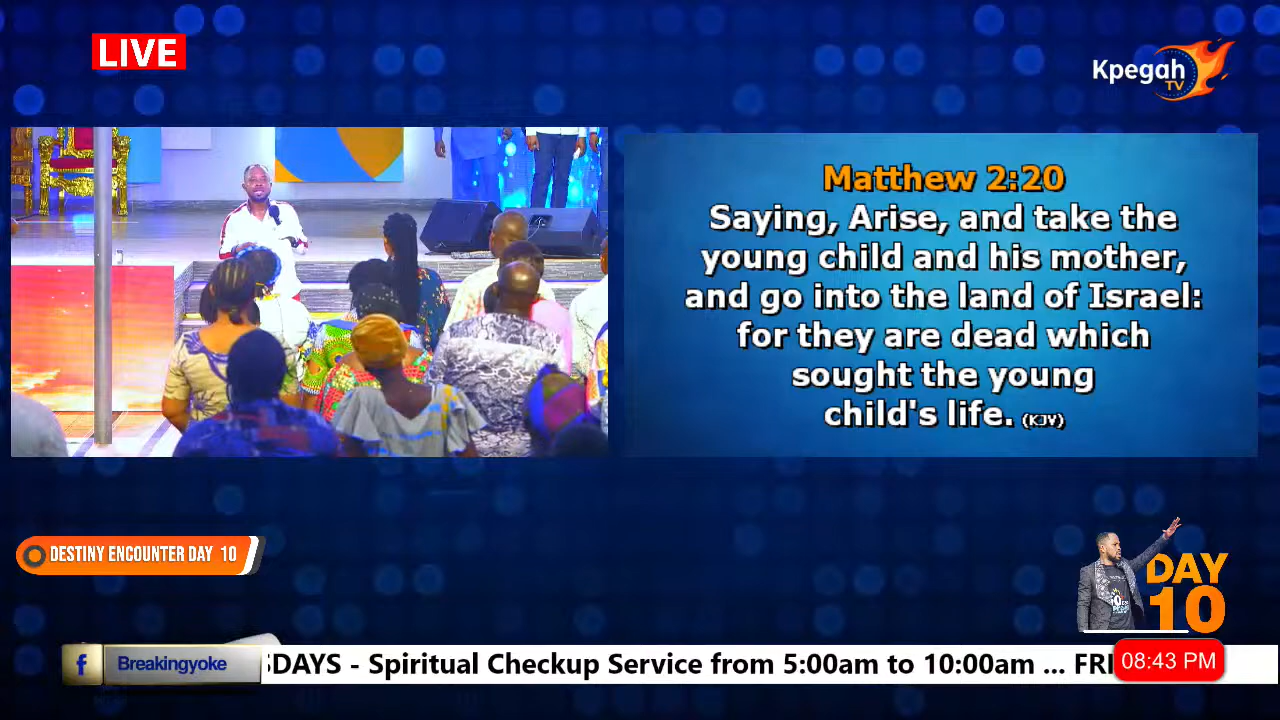 LIVE
Kpegah
TV
Matthew 2:20
Saying, Arise, and take the
young child and his mother,
and go into the land of Israel:
for they are dead which
sought the young
child's life. (KJV)
DESTINY ENCOUNTER DAY 10
DAY
10
f
Breakingyoke
DAYS - Spiritual Checkup Service from 5:00am to 10:00am ... FRI
08:43 PM